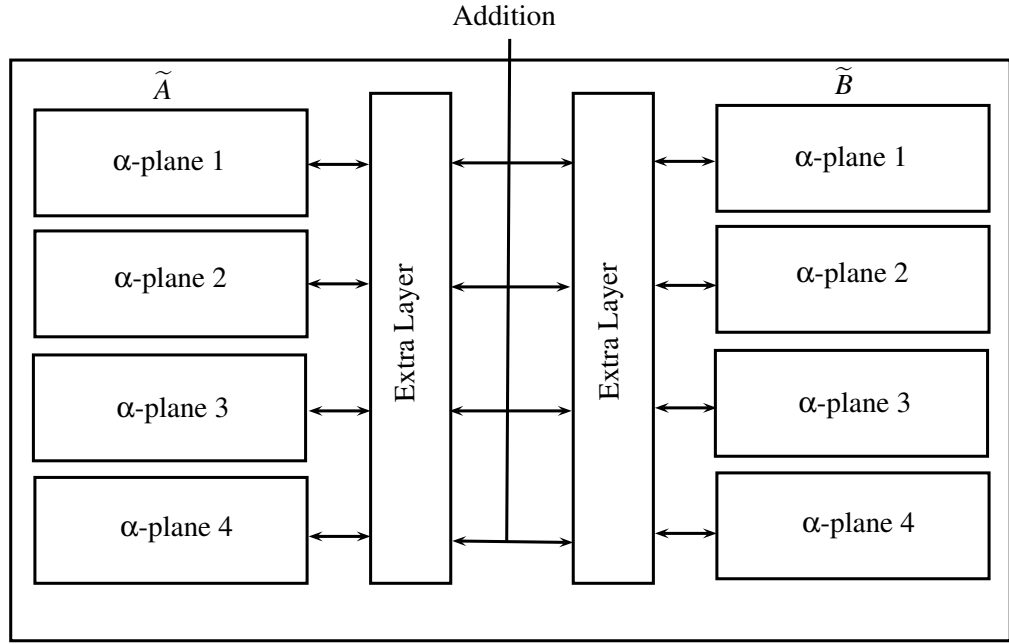 Addition
Ã
α-plane 1
α-plane 2
α-plane 3
α-plane 4
Extra Layer
Extra Layer
B̃
α-plane 1
α-plane 2
α-plane 3
α-plane 4